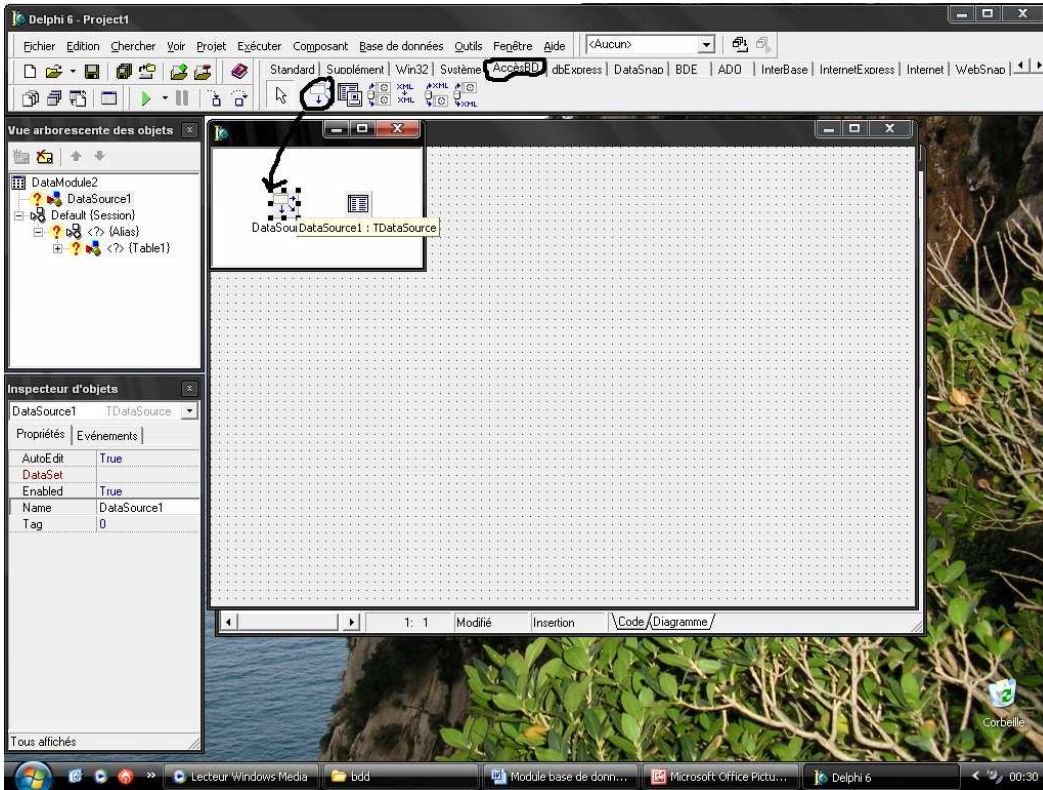 Delphi 6 - Project1
Fichier Edition Chercher Voir Projet Exécuter Composant Base de données Outils Fenêtre Aide <Aucun>
Standard Supplément Win32 Système AccèsBD dbExpress DataSnap BDE ADO InterBase InternetExpress Internet WebSnap
Vue arborescente des objets
DataModule2
? DataSource1
Default {Session}
? <?> {Alias}
? <?> {Table1}
DataSour
DataSource1 : TDataSource
Inspecteur d'objets
DataSource1 TDataSource
Propriétés Evénements
AutoEdit True
DataSet
Enabled True
Name DataSource1
Tag 0
Tous affichés
1: 1 Modifié Insertion Code Diagramme
Corbeille
Lecteur Windows Media bdd Module base de donn... Microsoft Office Pictu... Delphi 6 00:30